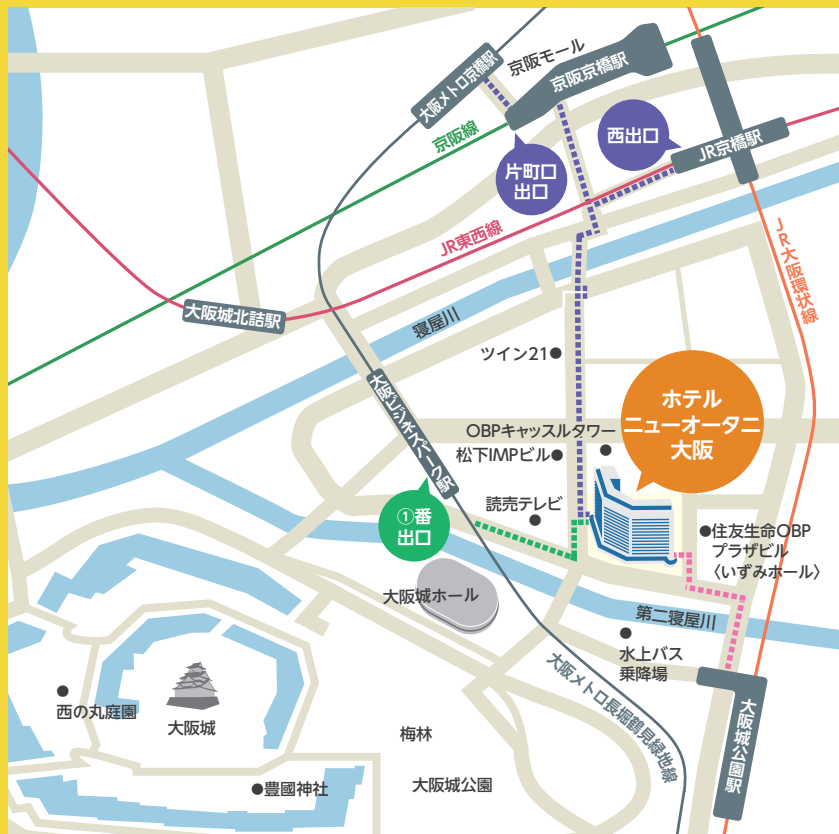 京阪モール
京阪京橋駅
大阪メトロ京橋駅
京阪線
片町口
出口
西出口
JR京橋駅
JR東西線
JR大阪環状線
大阪城北詰駅
寝屋川
ツイン21
ホテル
ニューオータニ
大阪
大阪ビジネスパーク駅
OBPキャッスルタワー
松下IMPビル
読売テレビ
①番
出口
住友生命OBP
プラザビル
〈いずみホール〉
大阪城ホール
第二寝屋川
水上バス
乗降場
大阪メトロ長堀鶴見緑地線
大阪城公園駅
西の丸庭園
大阪城
梅林
豊國神社
大阪城公園